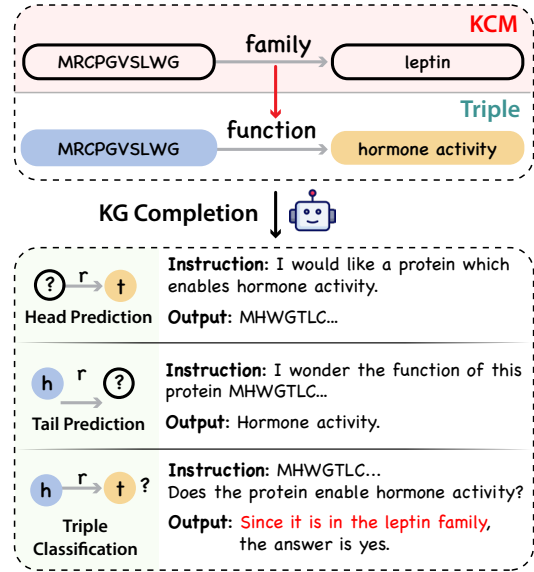 KCM
family
MRCPGVSLWG
leptin
Triple
function
MRCPGVSLWG
hormone activity
KG Completion
? r t
Head Prediction
Instruction: I would like a protein which
enables hormone activity.
Output: MHWGTLC...
h r ?
Tail Prediction
Instruction: I wonder the function of this
protein MHWGTLC...
Output: Hormone activity.
h r t ?
Triple
Classification
Instruction: MHWGTLC...
Does the protein enable hormone activity?
Output: Since it is in the leptin family,
the answer is yes.